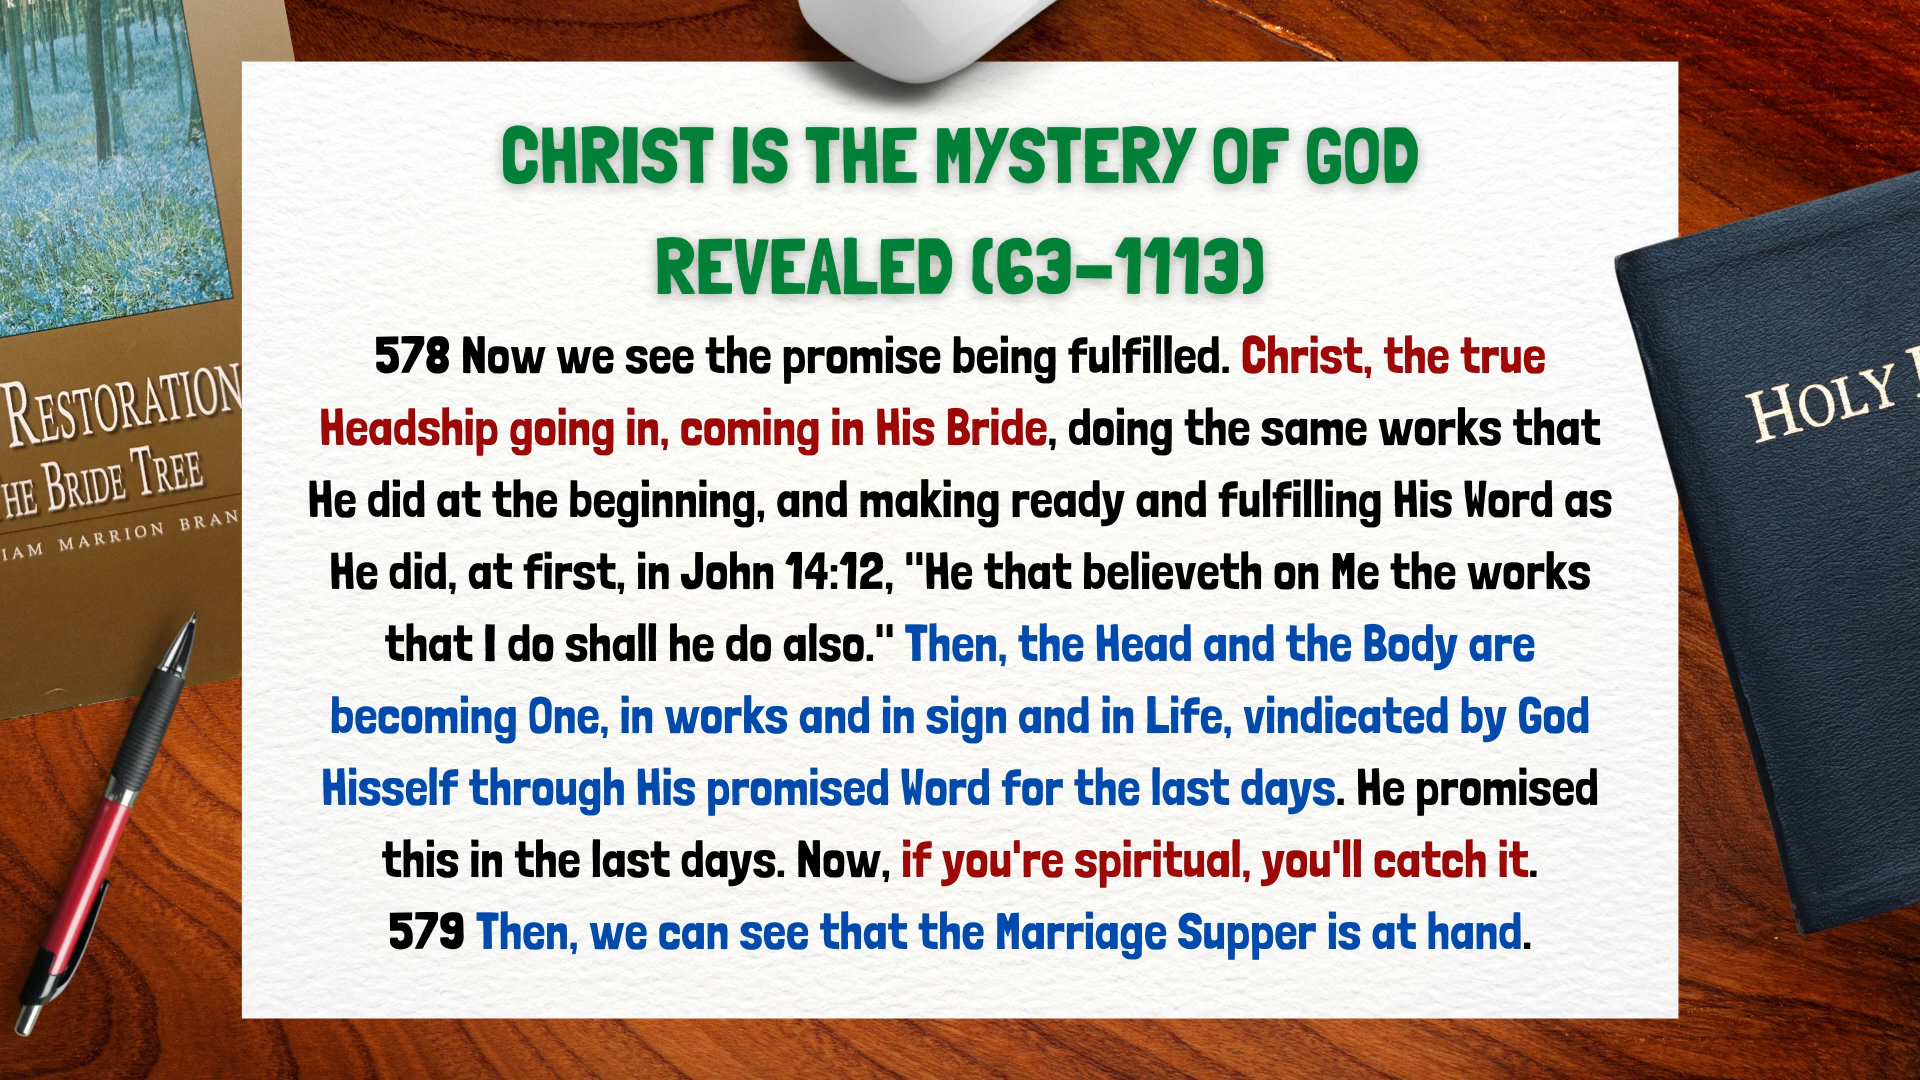 CHRIST IS THE MYSTERY OF GOD
REVEALED (63-1113)
578 Now we see the promise being fulfilled. Christ, the true
Headship going in, coming in His Bride, doing the same works that
He did at the beginning, and making ready and fulfilling His Word as
He did, at first, in John 14:12, "He that believeth on Me the works
that I do shall he do also." Then, the Head and the Body are
becoming One, in works and in sign and in Life, vindicated by God
Hisself through His promised Word for the last days. He promised
this in the last days. Now, if you're spiritual, you'll catch it.
579 Then, we can see that the Marriage Supper is at hand.
RESTORATION
HE BRIDE TREE
IAM MARRION BRAN
HOLY